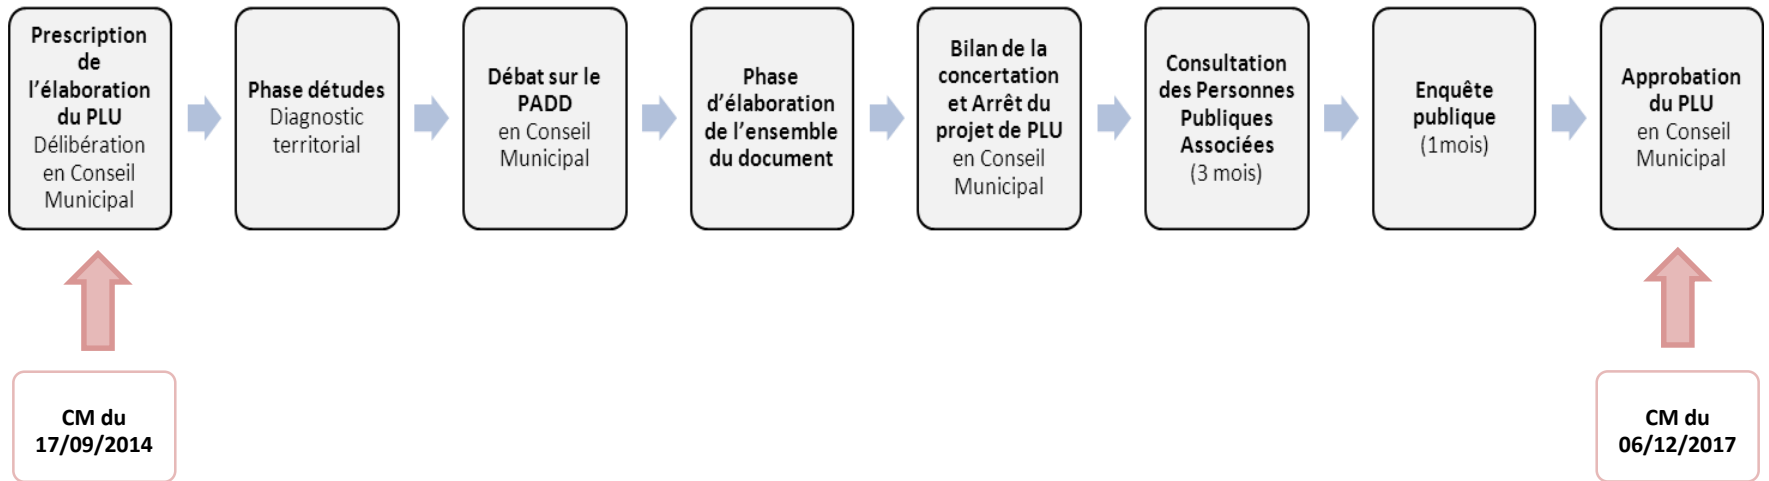 Prescription
de
l’élaboration
du PLU
Délibération
en Conseil
Municipal
Phase détudes
Diagnostic
territorial
Débat sur le
PADD
en Conseil
Municipal
Phase
d’élaboration
de l’ensemble
du document
Bilan de la
concertation
et Arrêt du
projet de PLU
en Conseil
Municipal
Consultation
des Personnes
Publiques
Associées
(3 mois)
Enquête
publique
(1mois)
Approbation
du PLU
en Conseil
Municipal
CM du
17/09/2014
CM du
06/12/2017